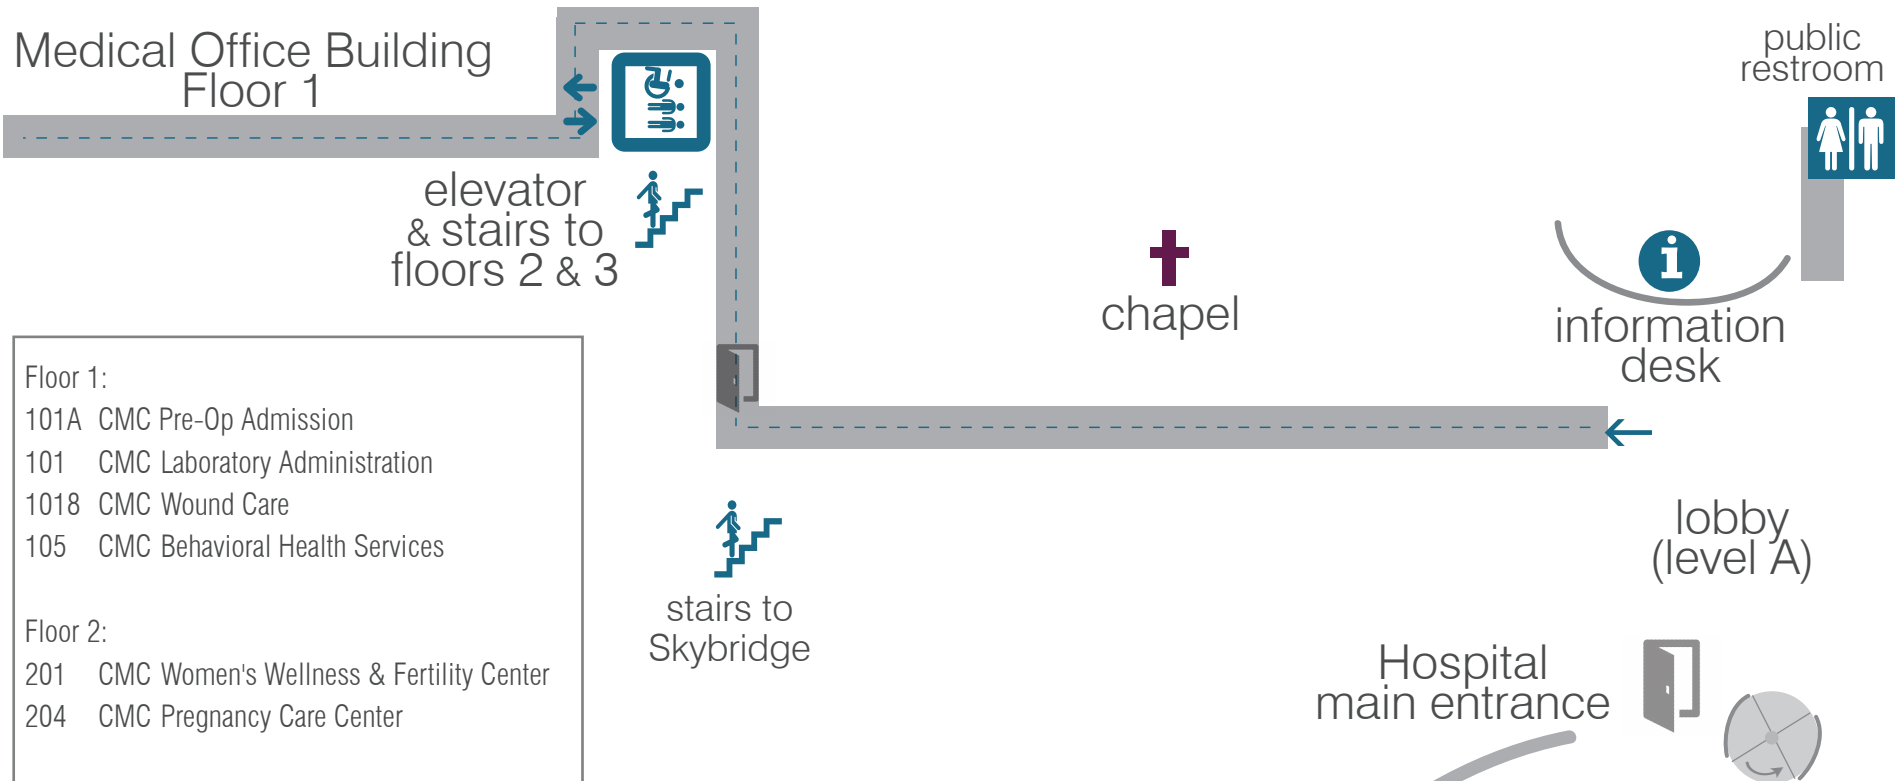 Medical Office Building
Floor 1
public
restroom
elevator
& stairs to
floors 2 & 3
chapel
information
desk
Floor 1:
101A CMC Pre-Op Admission
101 CMC Laboratory Administration
1018 CMC Wound Care
105 CMC Behavioral Health Services
Floor 2:
201 CMC Women's Wellness & Fertility Center
204 CMC Pregnancy Care Center
stairs to
Skybridge
lobby
(level A)
Hospital
main entrance